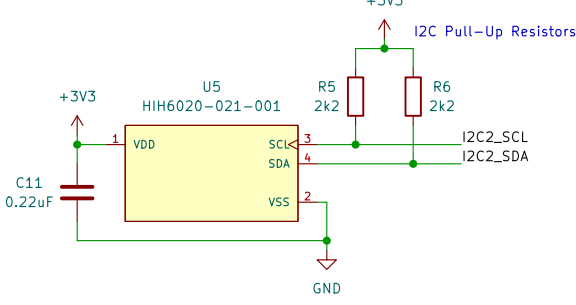 +3V3
I2C Pull-Up Resistors
U5
HIH6020-021-001
R5
2k2
R6
2k2
+3V3
1
VDD
SCL
3
I2C2_SCL
SDA
4
I2C2_SDA
C11
0.22uF
VSS
2
GND